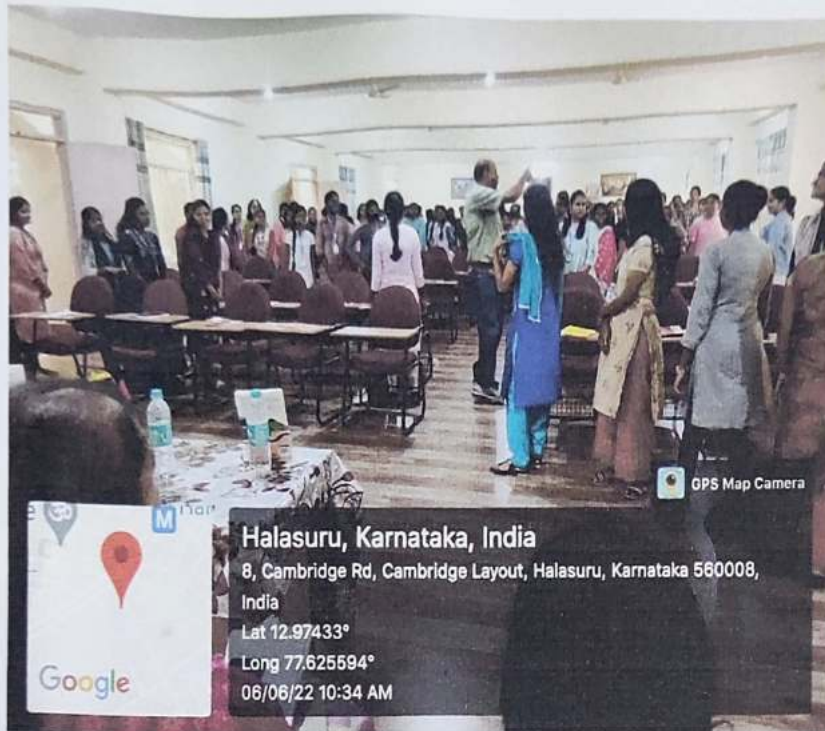 GPS Map Camera
M
Google
Halasuru, Karnataka, India
8, Cambridge Rd, Cambridge Layout, Halasuru, Karnataka 560008,
India
Lat 12.97433°
Long 77.625594°
06/06/22 10:34 AM